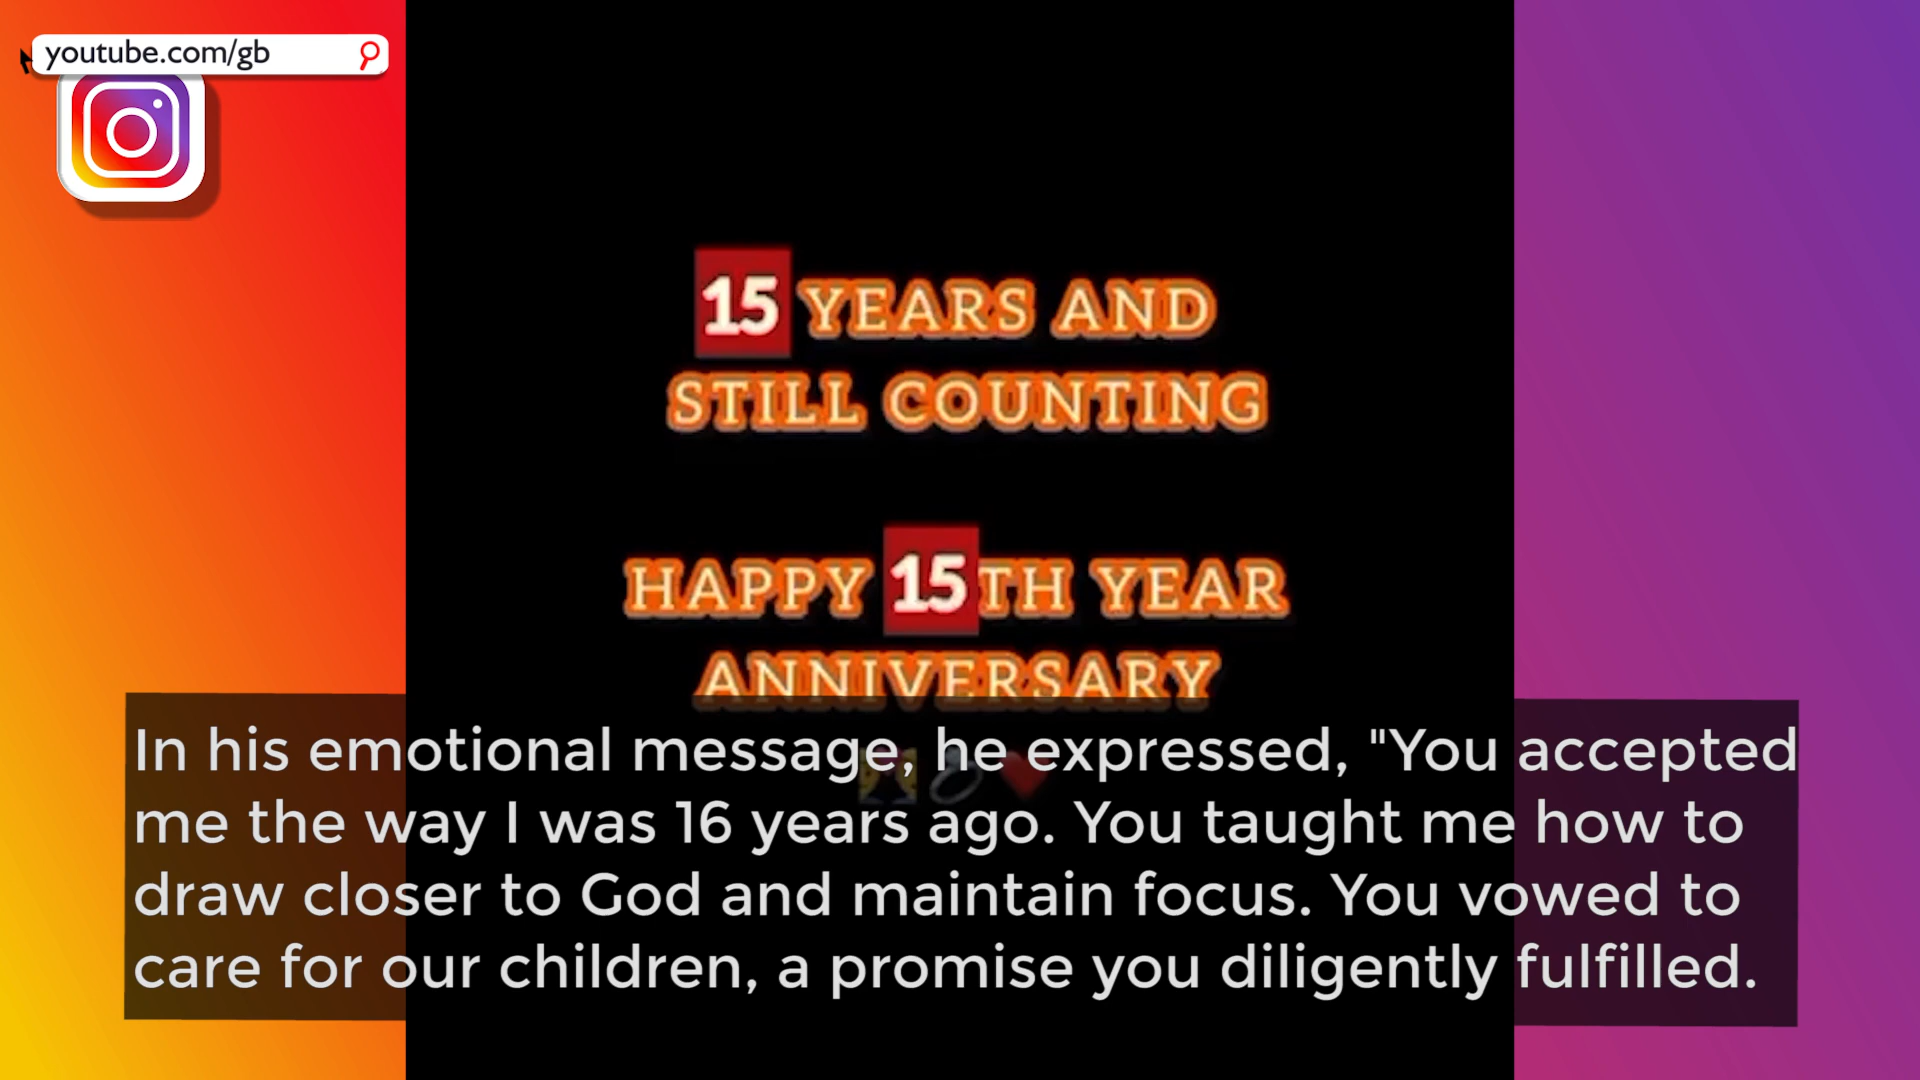 youtube.com/gb
15 YEARS AND
STILL COUNTING
HAPPY 15TH YEAR
ANNIVERSARY
In his emotional message, he expressed, "You accepted
me the way I was 16 years ago. You taught me how to
draw closer to God and maintain focus. You vowed to
care for our children, a promise you diligently fulfilled.